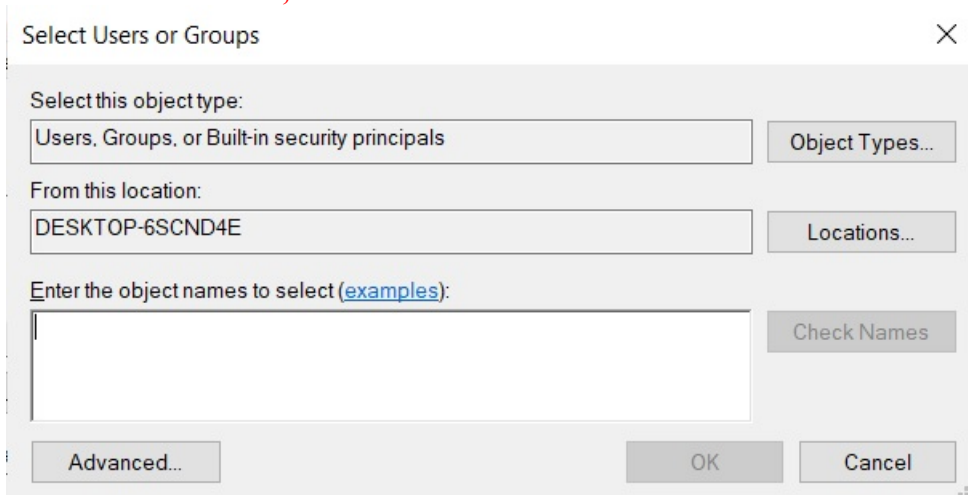 Select Users or Groups
Select this object type:
Users, Groups, or Built-in security principals
Object Types...
From this location:
DESKTOP-6SCND4E
Locations...
Enter the object names to select (examples):
Check Names
Advanced...
OK
Cancel